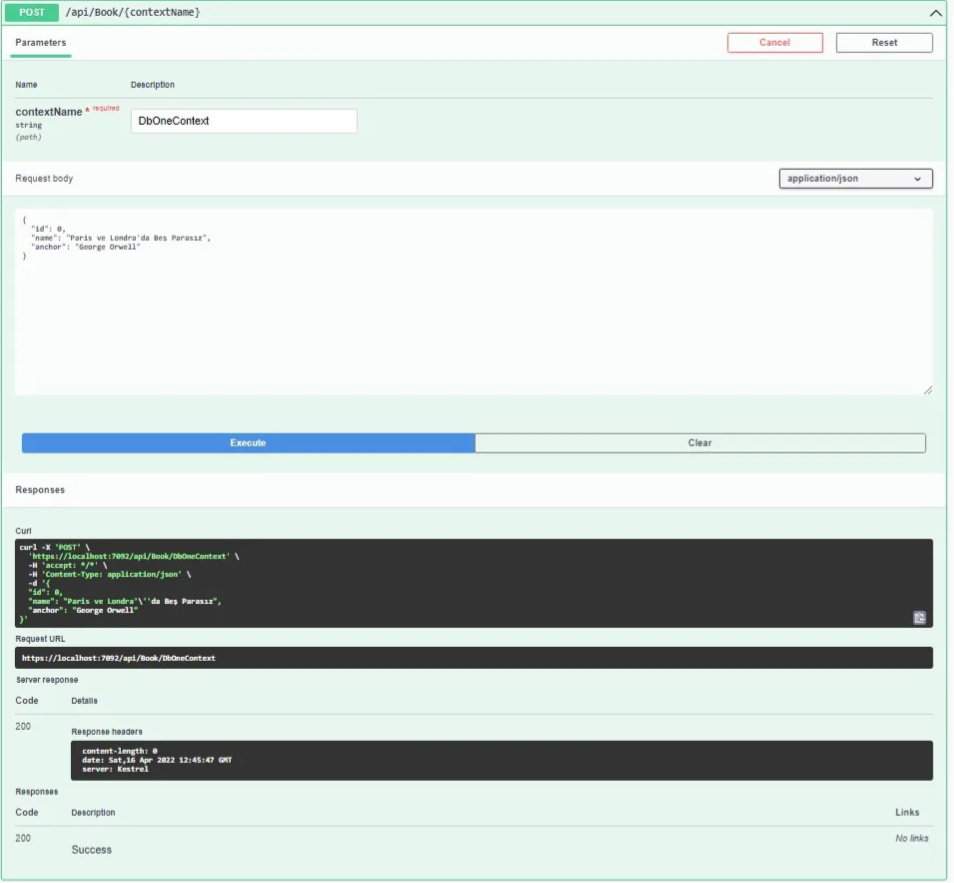 POST /api/Book/{contextName}
Parameters
Cancel
Reset
Name
Description
contextName * required
string
(path)
DbOneContext
Request body
application/json
{
"id": 0,
"name": "Paris ve Londra'da Beş Parasız",
"anchor": "George Orwell"
}
Execute
Clear
Responses
Curl
curl -X 'POST' \
'https://localhost:7092/api/Book/DbOneContext' \
-H 'accept: */*' \
-H 'Content-Type: application/json' \
-d '{
"id": 0,
"name": "Paris ve Londra'\''da Beş Parasız",
"anchor": "George Orwell"
}'
Request URL
https://localhost:7092/api/Book/DbOneContext
Server response
Code
Details
200
Response headers
content-length: 0
date: Sat,16 Apr 2022 12:45:47 GMT
server: Kestrel
Responses
Code
Description
Links
200
Success
No links